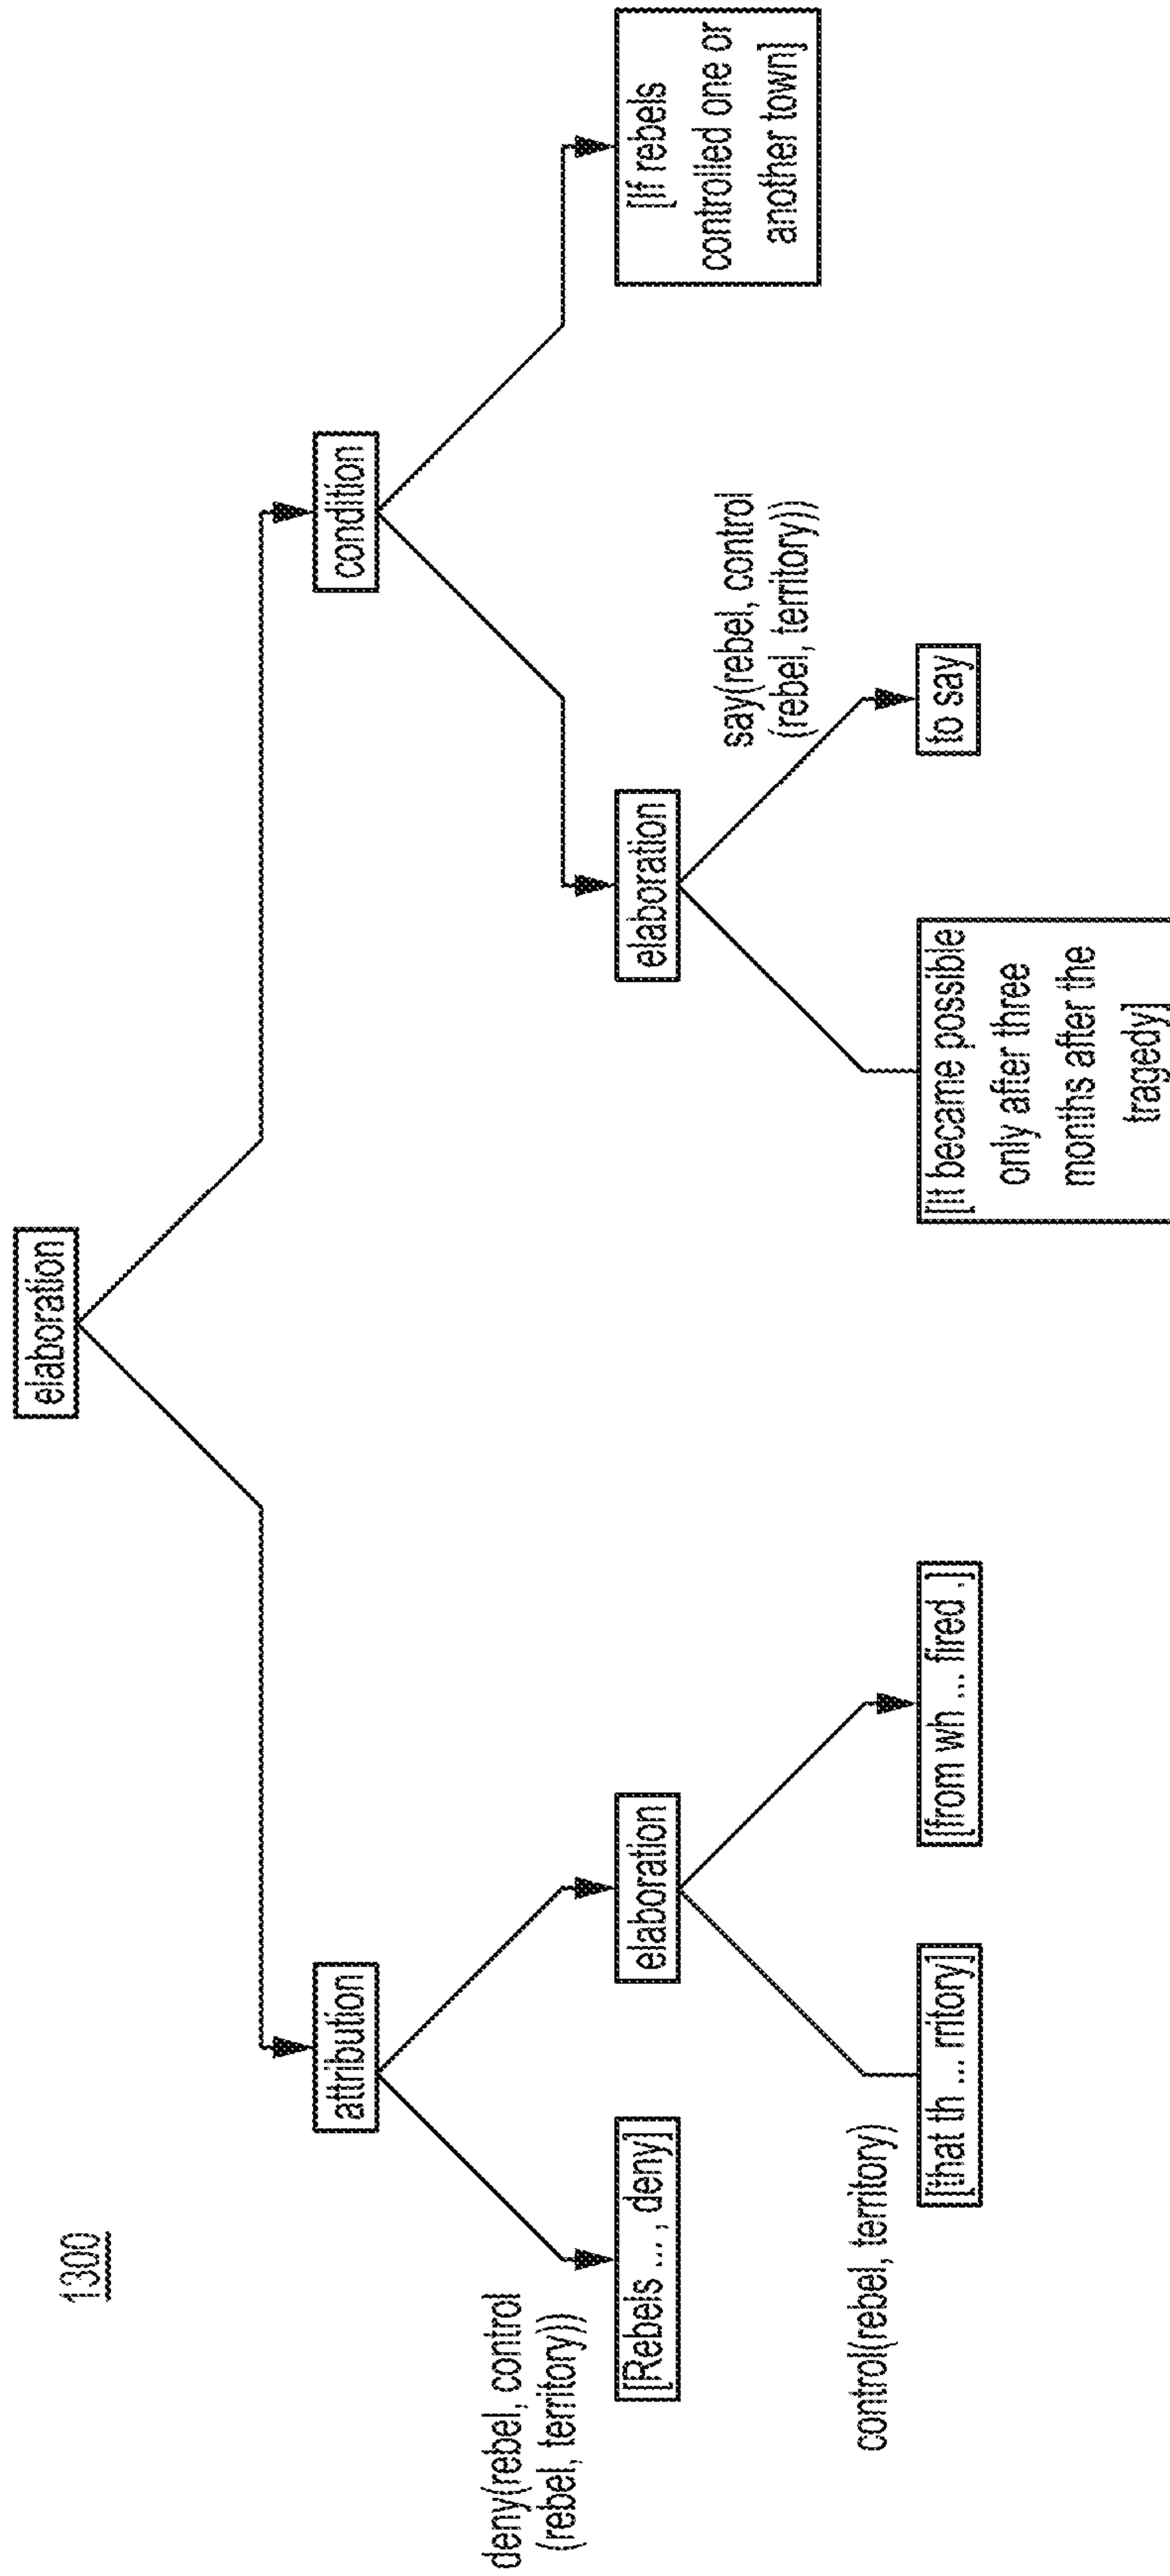 1300
elaboration
attribution
condition
deny(rebel, control
(rebel, territory))
[Rebels ... , deny]
elaboration
elaboration
[If rebels
controlled one or
another town]
say(rebel, control
(rebel, territory))
control(rebel, territory)
[that th ... rritory]
[from wh ... fired .]
[It became possible
only after three
months after the
tragedy]
to say